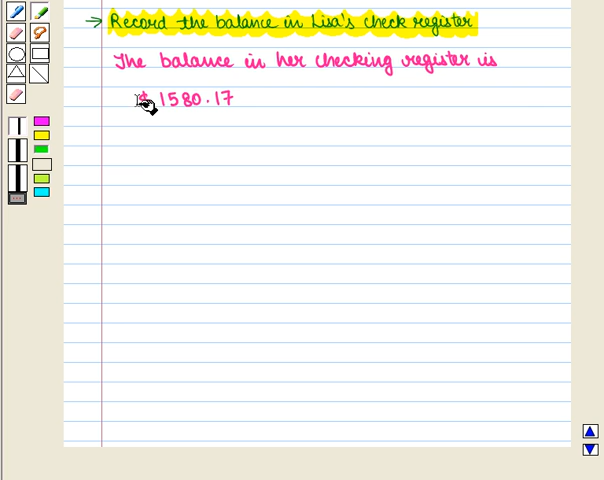 → Record the balance in Lisa's check register
The balance in her checking register is
$ 1580.17